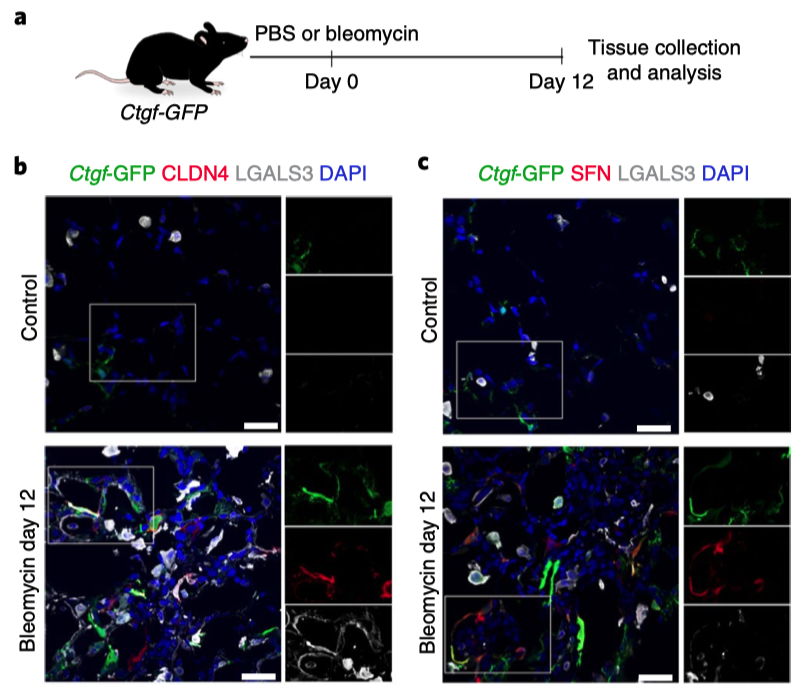 a
PBS or bleomycin
Tissue collection
and analysis
Day 0
Day 12
Ctgf-GFP
b
Ctgf-GFP CLDN4 LGALS3 DAPI
Control
Bleomycin day 12
c
Ctgf-GFP SFN LGALS3 DAPI
Control
Bleomycin day 12